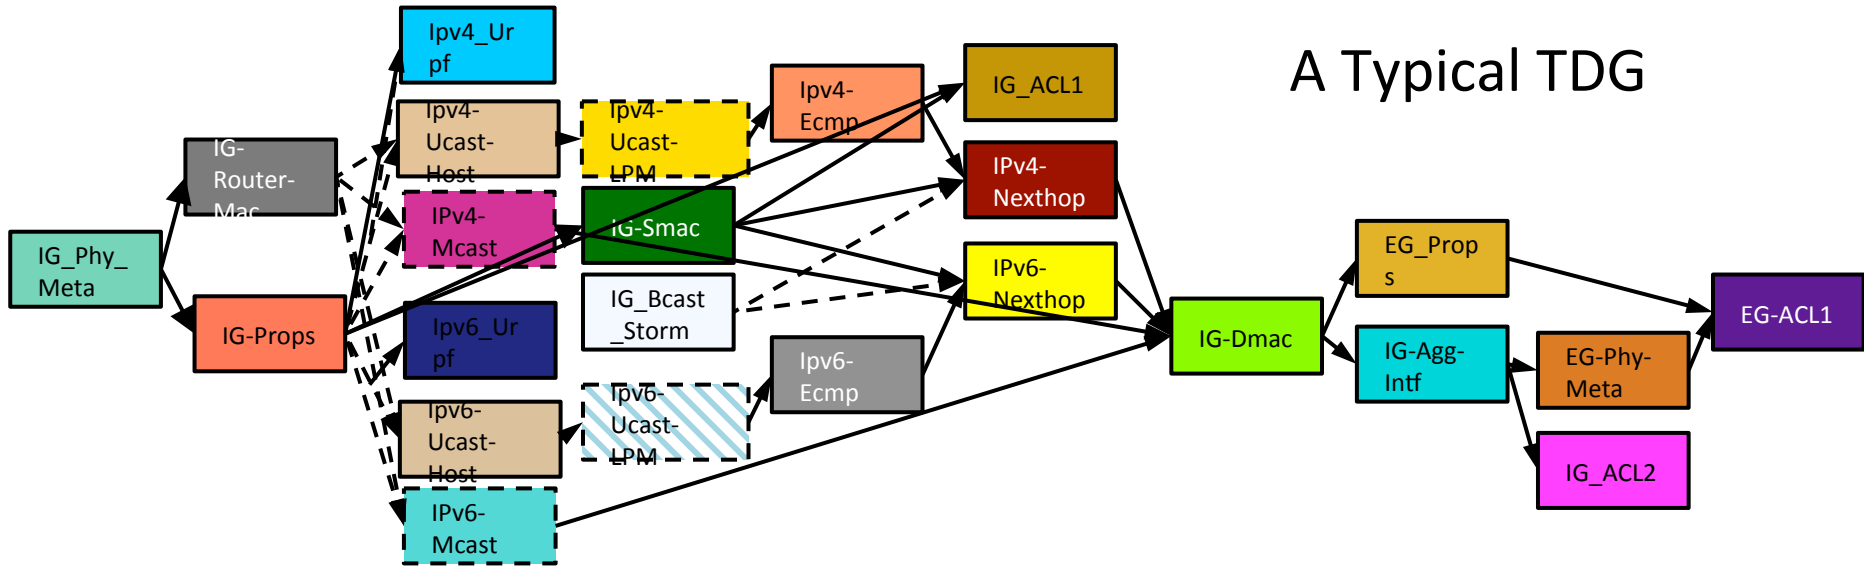 A Typical TDG
IG_Phy_
Meta
IG-
Router-
Mac
IG-Props
Ipv4_Ur
pf
Ipv4-
Ucast-
Host
IPv4-
Mcast
Ipv6_Ur
pf
Ipv6-
Ucast-
Host
IPv6-
Mcast
Ipv4-
Ucast-
LPM
IG-Smac
IG_Bcast
_Storm
Ipv6-
Ucast-
LPM
Ipv4-
Ecmp
Ipv6-
Ecmp
IG_ACL1
IPv4-
Nexthop
IPv6-
Nexthop
IG-Dmac
EG_Prop
s
IG-Agg-
Intf
EG-Phy-
Meta
IG_ACL2
EG-ACL1